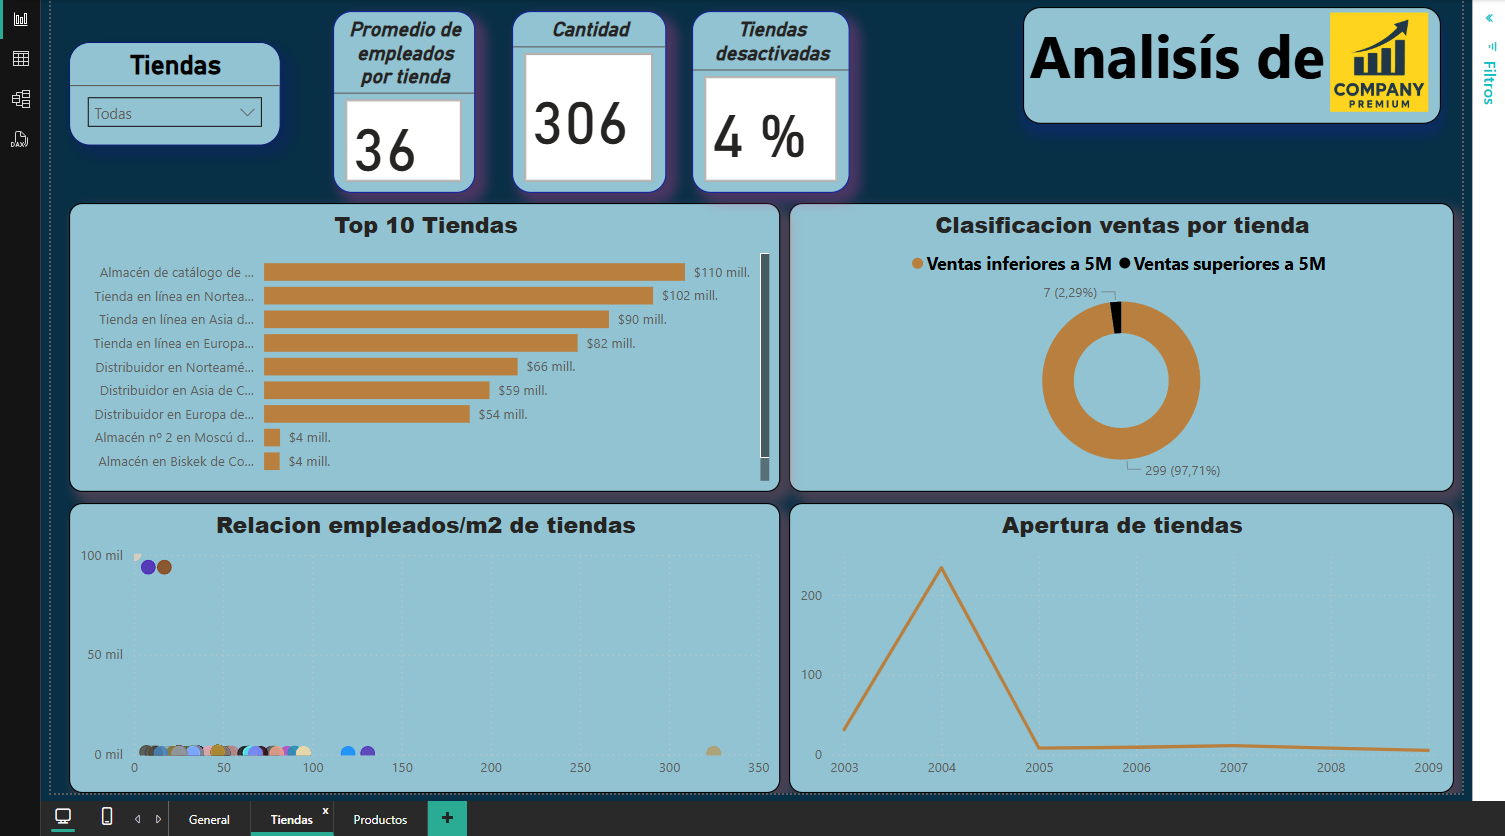 Tiendas
Todas
Promedio de
empleados
por tienda
36
Cantidad
306
Tiendas
desactivadas
4 %
Analisís de
COMPANY
PREMIUM
Filtros
DAX
Top 10 Tiendas
Almacén de catálogo de ... $110 mill.
Tienda en línea en Nortea... $102 mill.
Tienda en línea en Asia d... $90 mill.
Tienda en línea en Europa... $82 mill.
Distribuidor en Norteamé... $66 mill.
Distribuidor en Asia de C... $59 mill.
Distribuidor en Europa de... $54 mill.
Almacén nº 2 en Moscú d... $4 mill.
Almacén en Biskek de Co... $4 mill.
Clasificacion ventas por tienda
Ventas inferiores a 5M Ventas superiores a 5M
7 (2,29%)
299 (97,71%)
Relacion empleados/m2 de tiendas
100 mil
50 mil
0 mil
0 50 100 150 200 250 300 350
Apertura de tiendas
200
100
0
2003 2004 2005 2006 2007 2008 2009
General Tiendas x Productos +